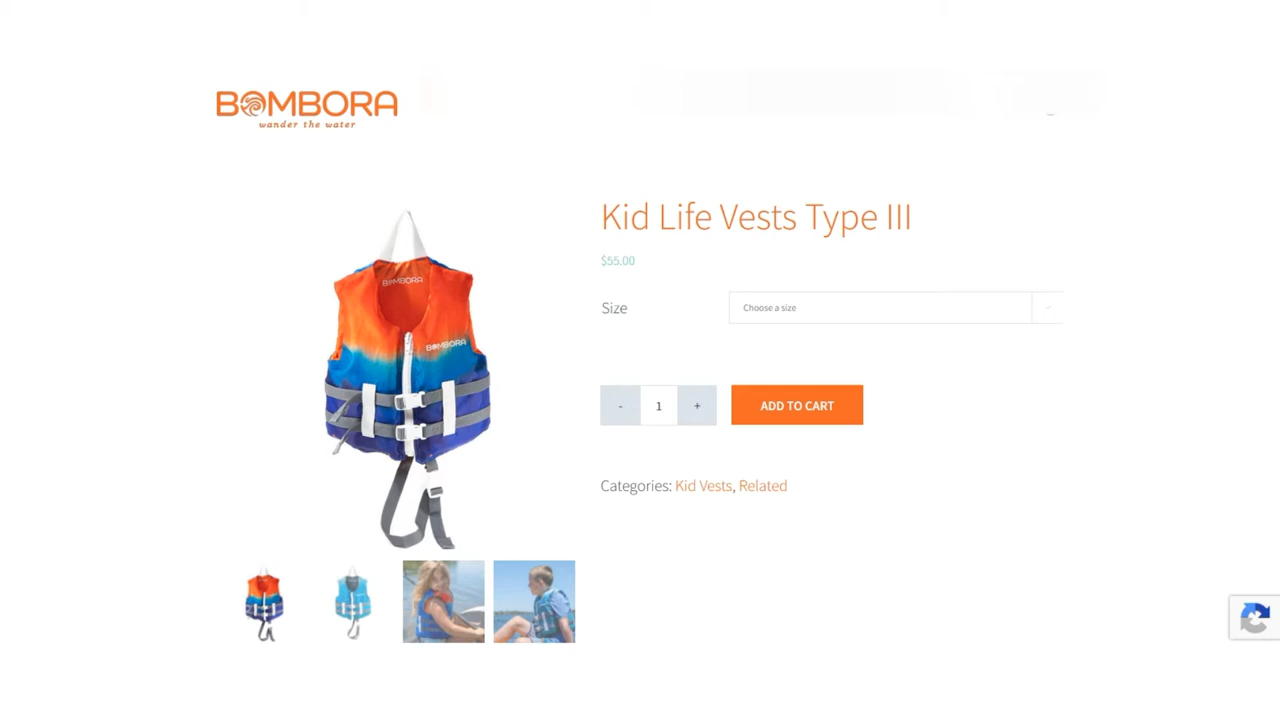 BOMBORA
wander the water
Kid Life Vests Type III
$55.00
Size
Choose a size
BOMBORA
BOMBORA
- 1 + ADD TO CART
Categories: Kid Vests, Related